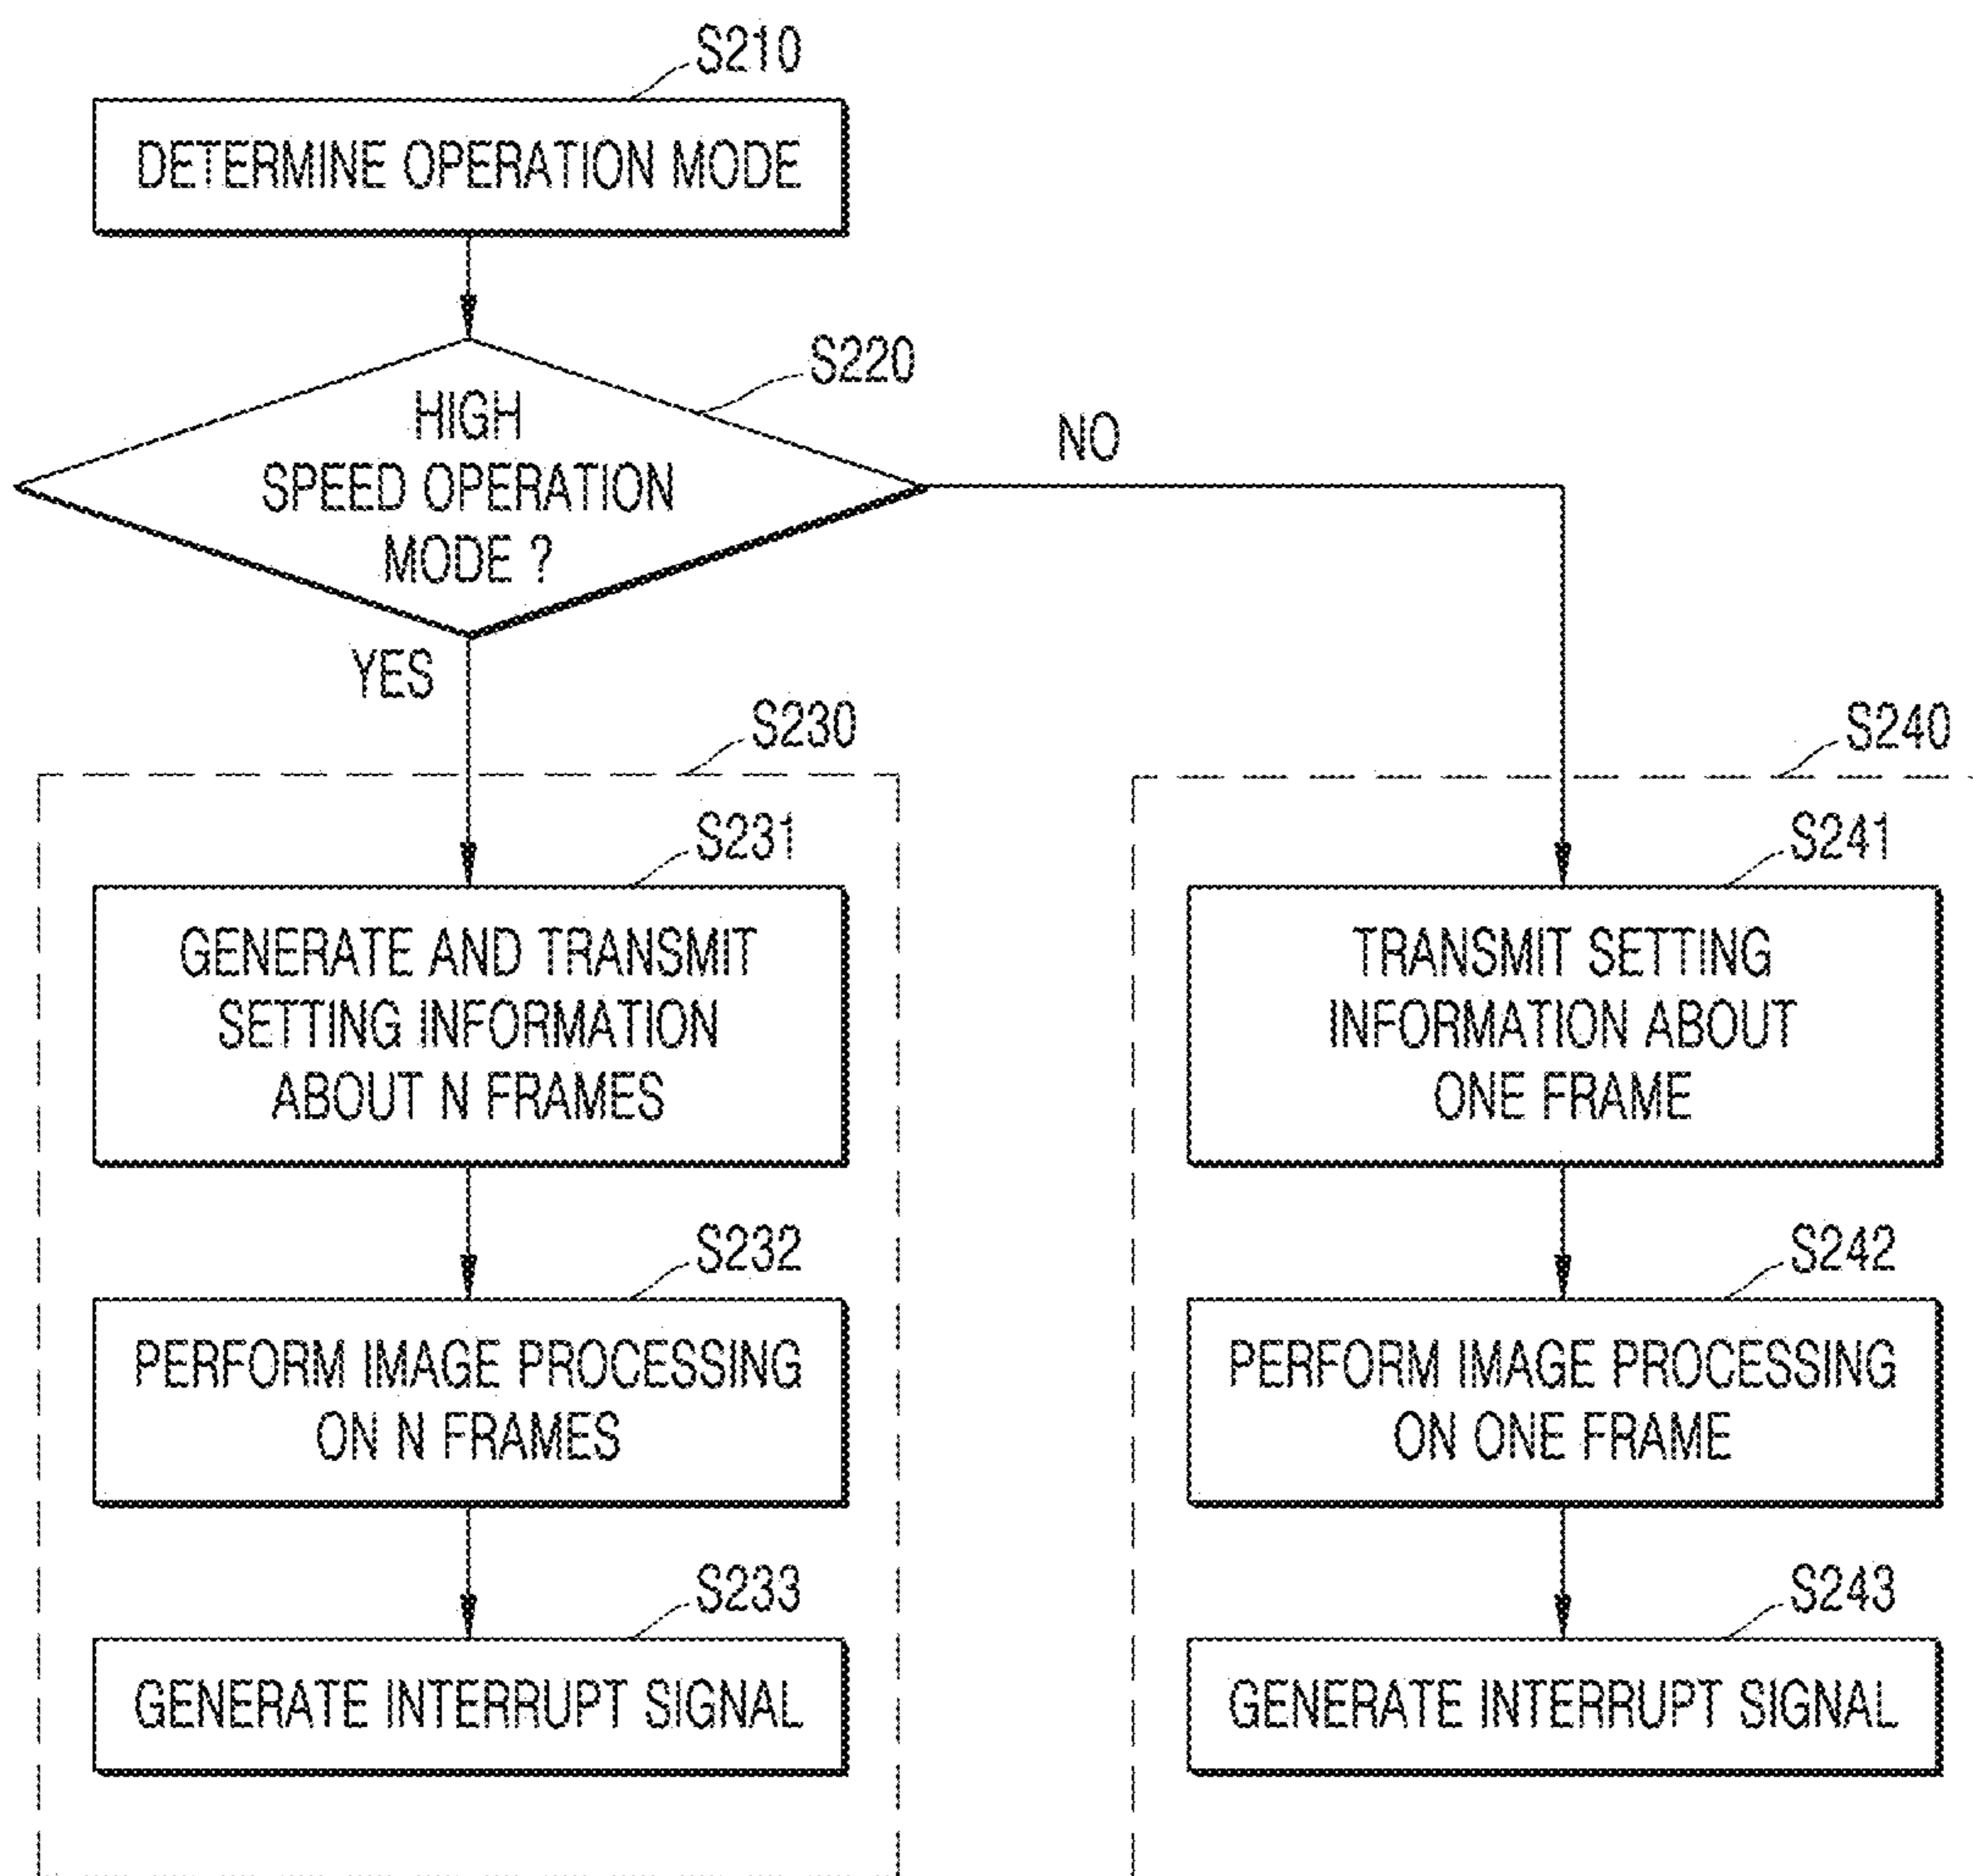 S210
DETERMINE OPERATION MODE
S220
HIGH
SPEED OPERATION
MODE ?
NO
YES
S230
S231
GENERATE AND TRANSMIT
SETTING INFORMATION
ABOUT N FRAMES
S232
PERFORM IMAGE PROCESSING
ON N FRAMES
S233
GENERATE INTERRUPT SIGNAL
S240
S241
TRANSMIT SETTING
INFORMATION ABOUT
ONE FRAME
S242
PERFORM IMAGE PROCESSING
ON ONE FRAME
S243
GENERATE INTERRUPT SIGNAL